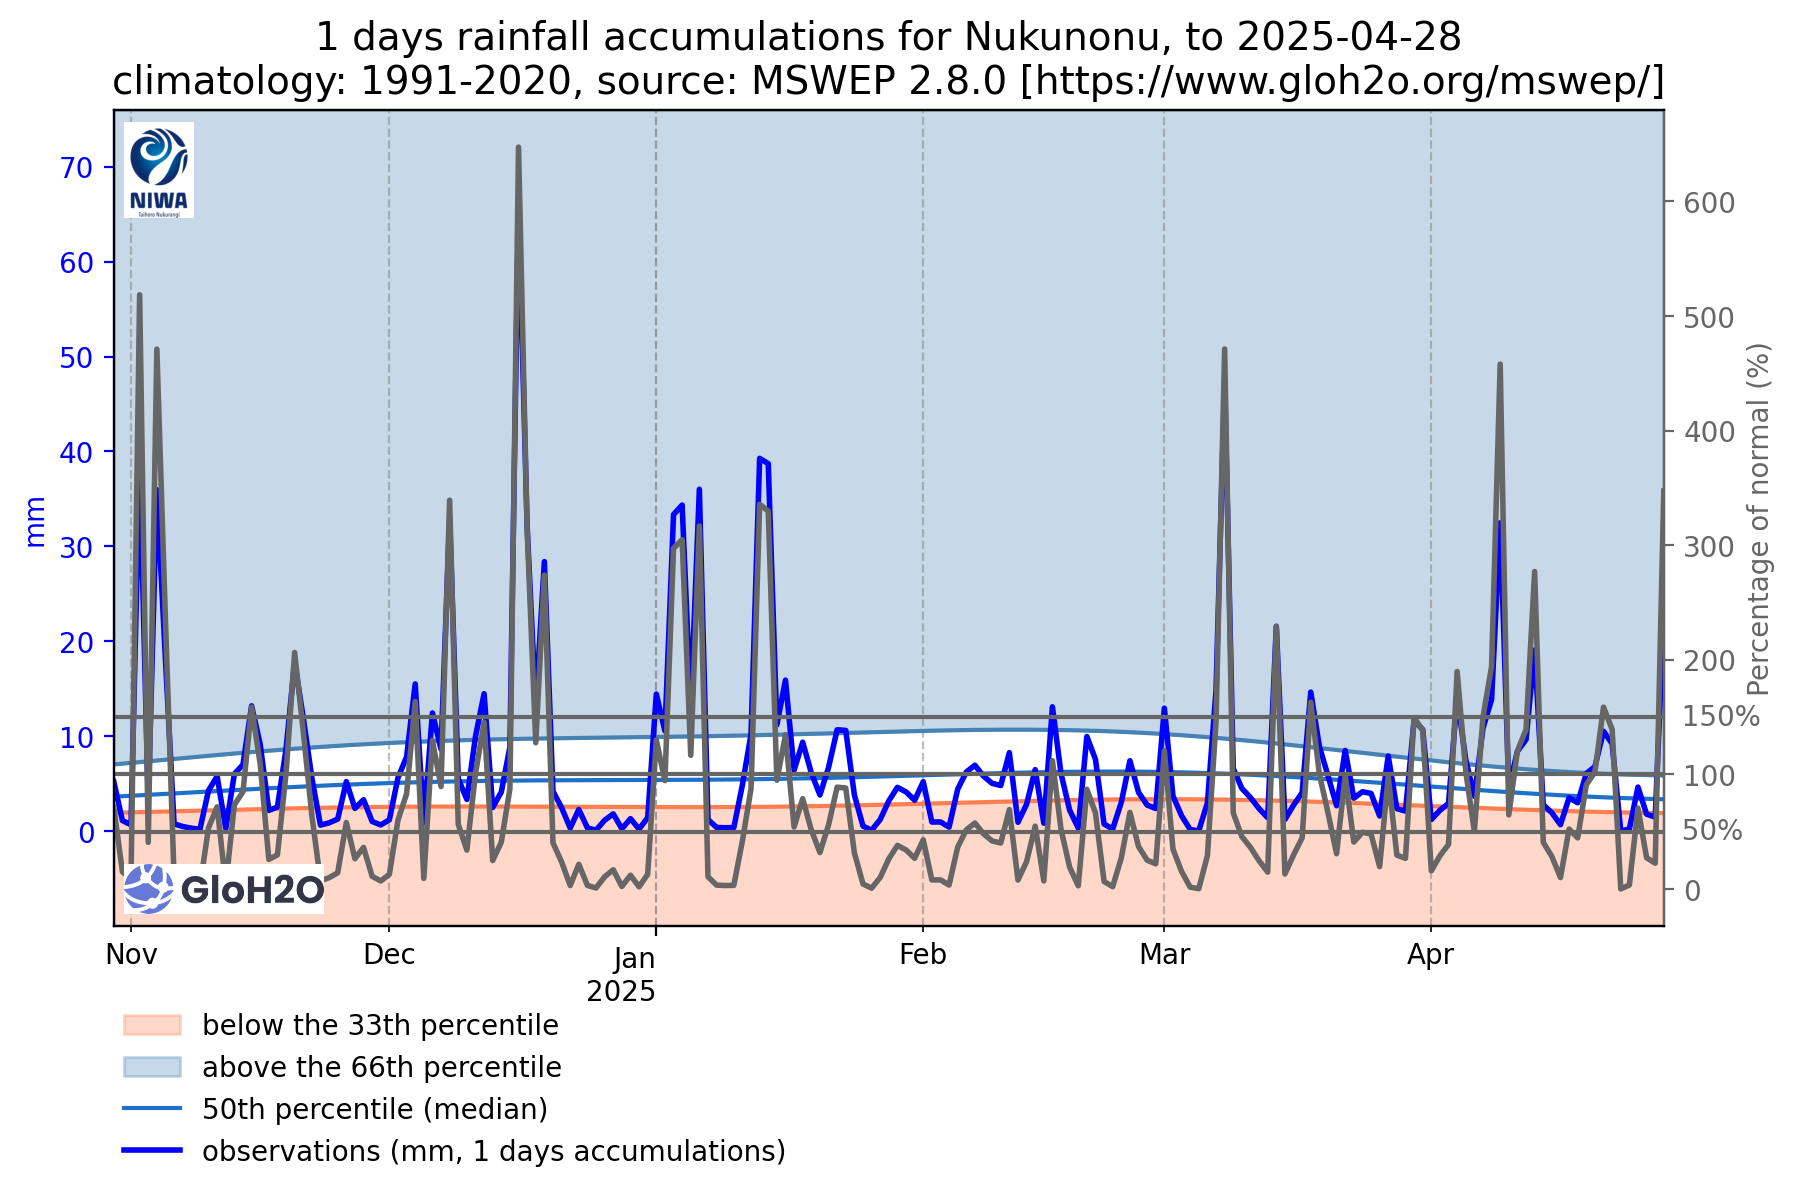 1 days rainfall accumulations for Nukunonu, to 2025-04-28
climatology: 1991-2020, source: MSWEP 2.8.0 [https://www.gloh2o.org/mswep/]
NIWA
Taihoro Nukurangi
70
60
50
40
30
20
10
0
mm
600
500
400
300
200
150%
100
50%
0
Percentage of normal (%)
GloH2O
Nov
Dec
Jan
2025
Feb
Mar
Apr
below the 33th percentile
above the 66th percentile
50th percentile (median)
observations (mm, 1 days accumulations)